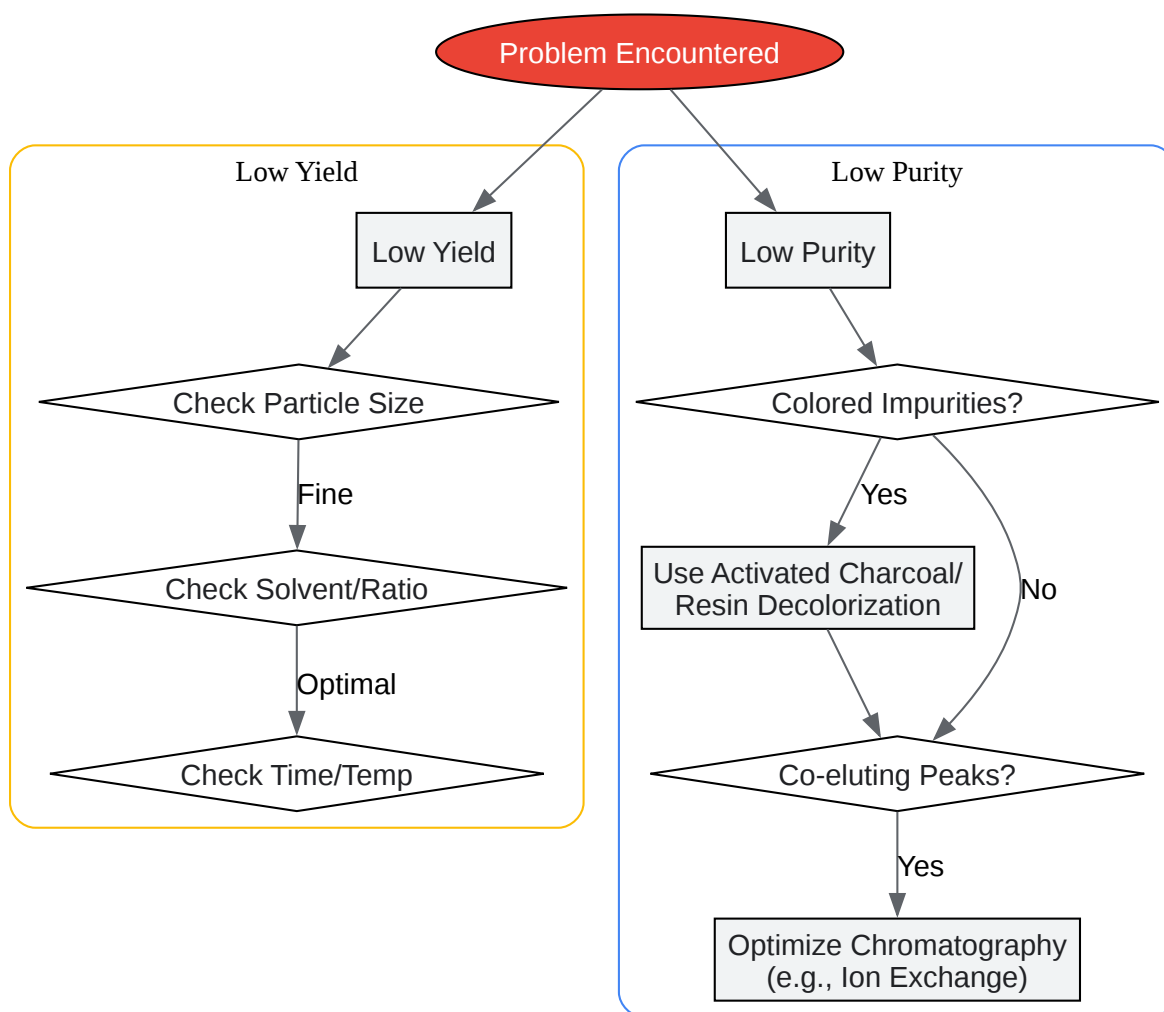 Problem Encountered
Low Yield
Low Yield
Check Particle Size
Fine
Check Solvent/Ratio
Optimal
Check Time/Temp
Low Purity
Low Purity
Colored Impurities?
Yes
Use Activated Charcoal/
Resin Decolorization
No
Co-eluting Peaks?
Yes
Optimize Chromatography
(e.g., Ion Exchange)